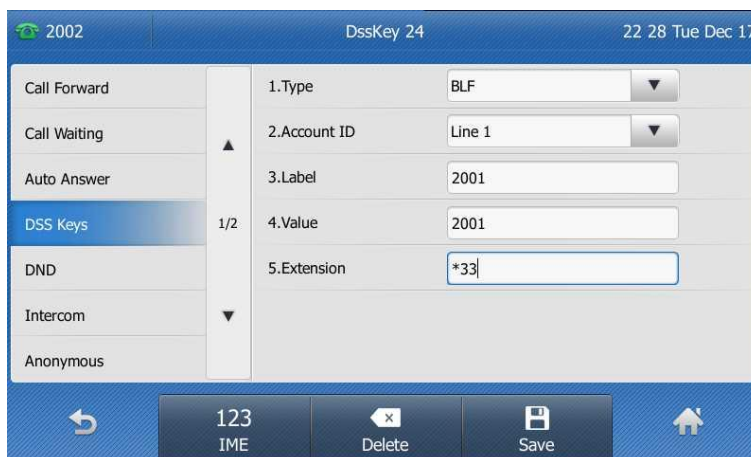 2002 DssKey 24 22 28 Tue Dec 17
Call Forward
Call Waiting
Auto Answer
DSS Keys
DND
Intercom
Anonymous
1/2
1.Type BLF
2.Account ID Line 1
3.Label 2001
4.Value 2001
5.Extension *33
123
IME
Delete
Save